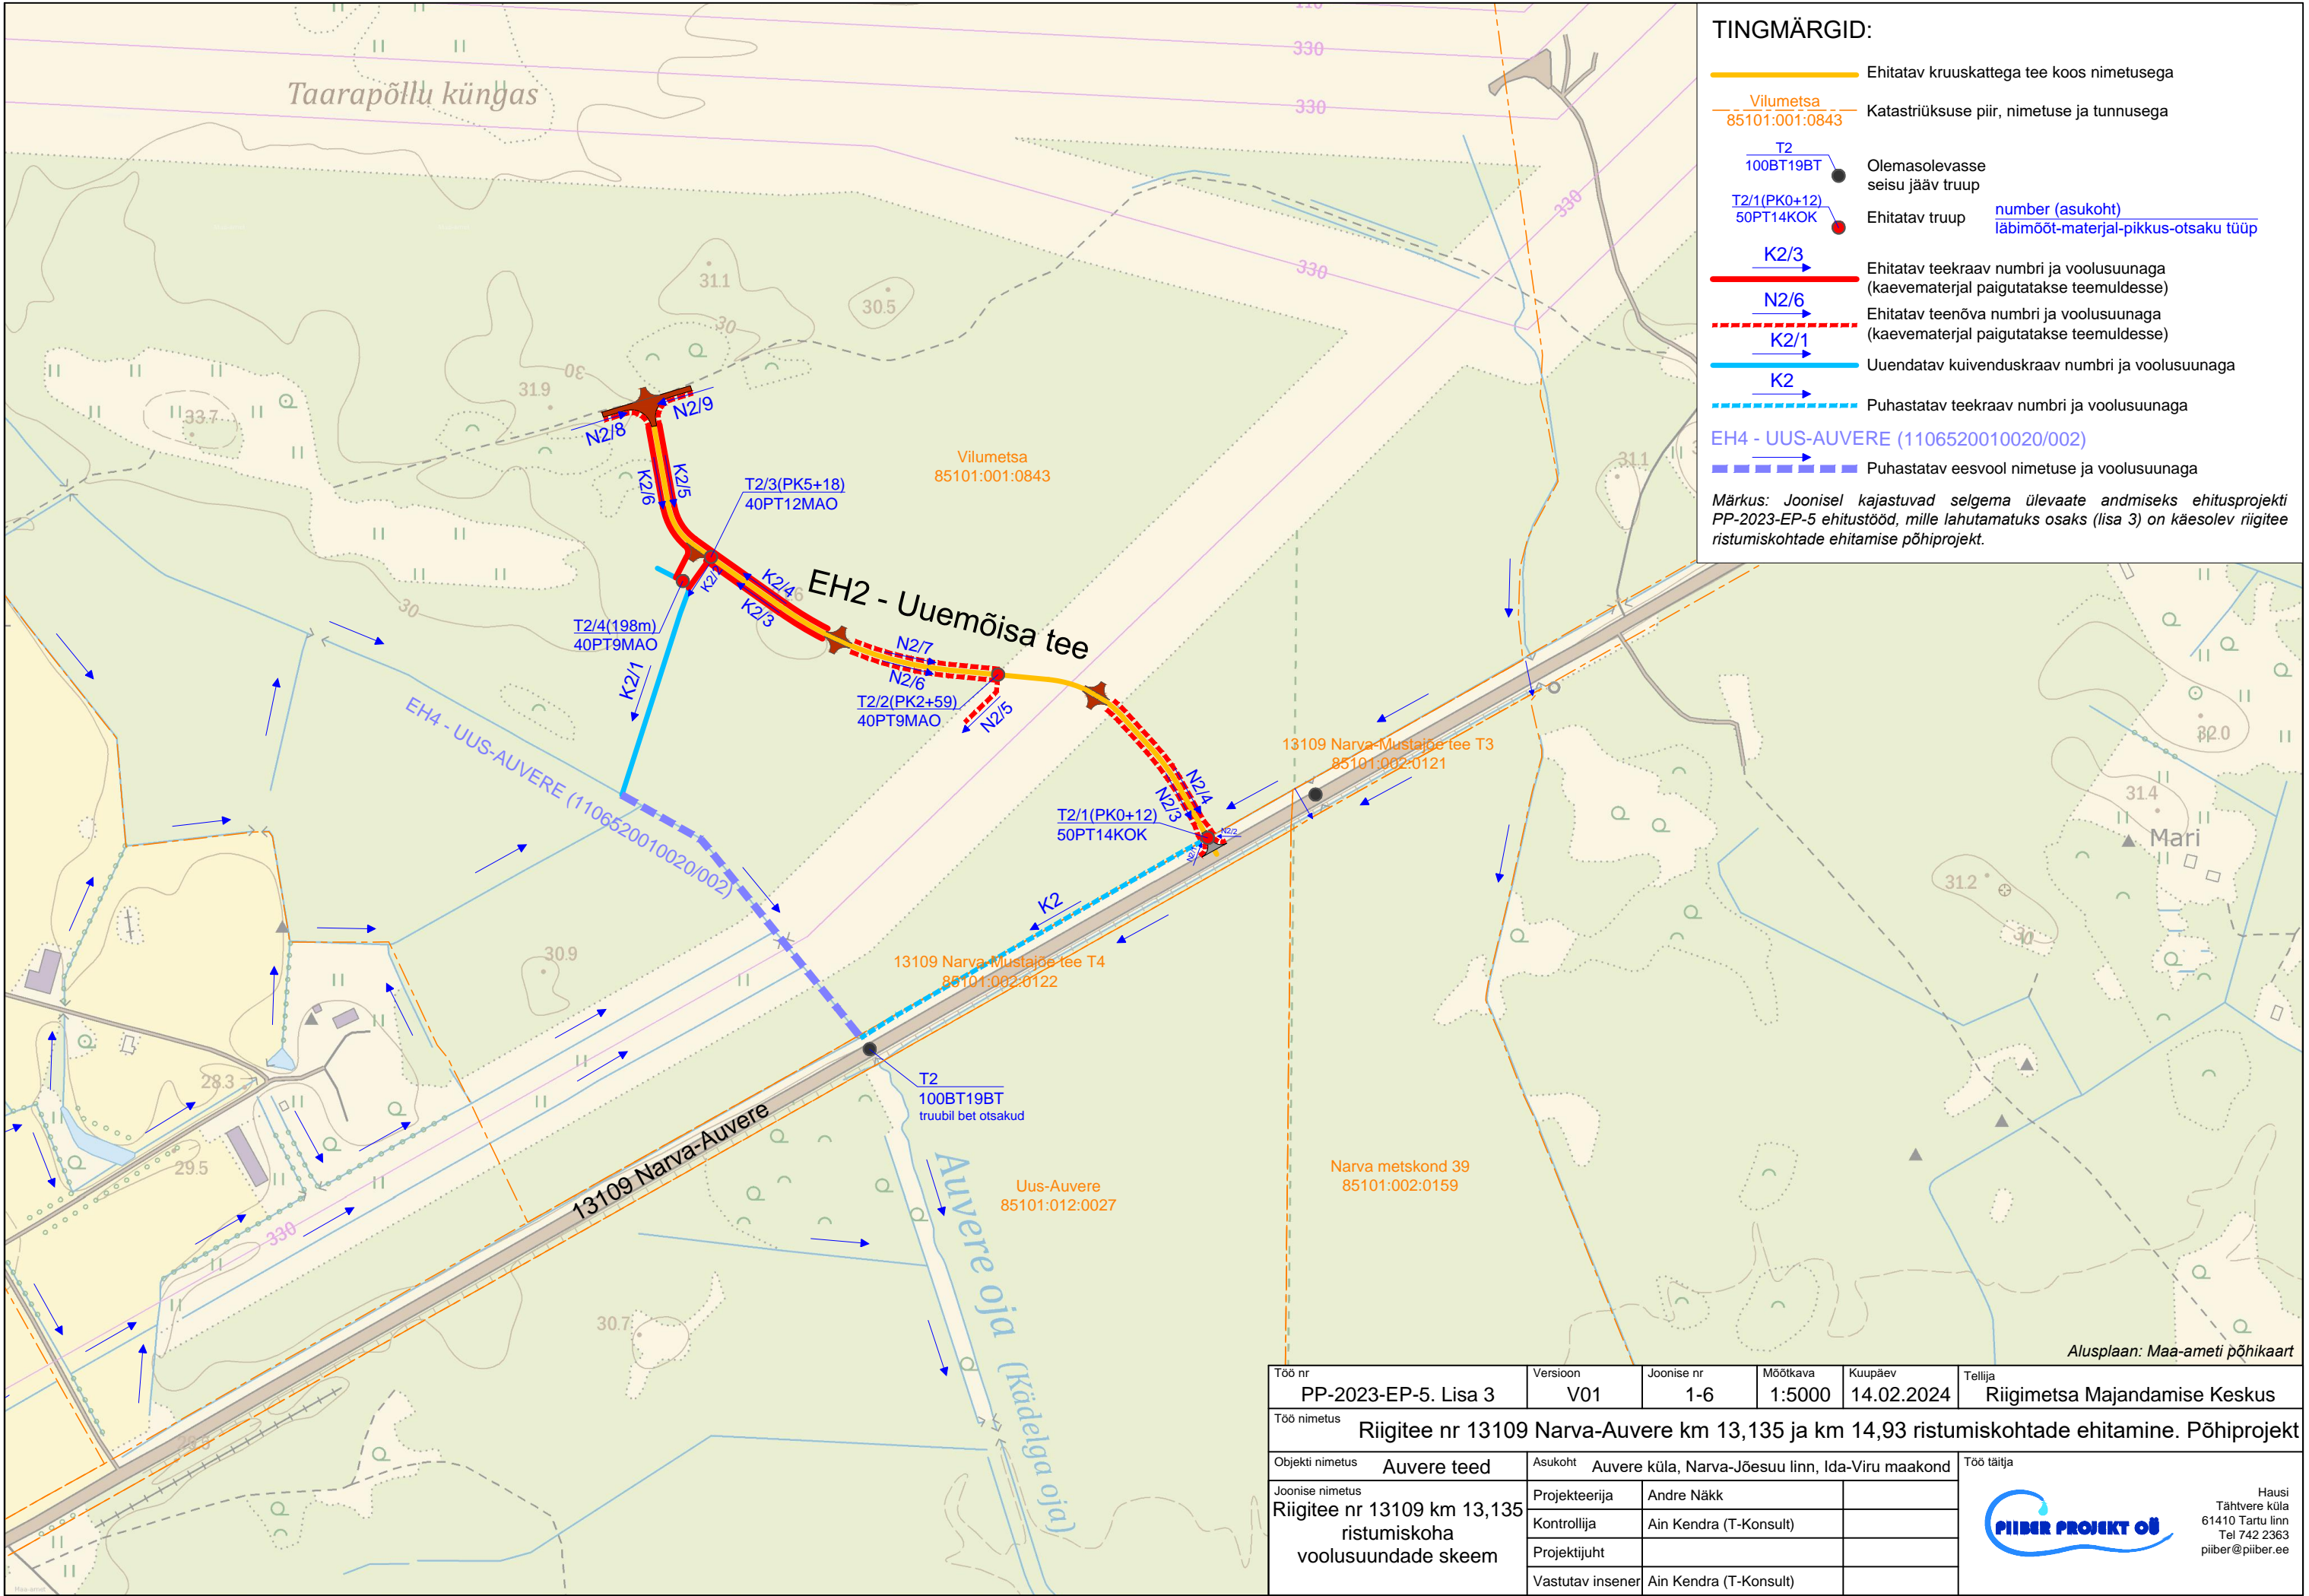 Taarapõllu küngas
110
330
330
330
330
31.1
30.5
30
30
31.9
33.7
N2/9
N2/8
K2/6
K2/5
Vilumetsa
85101:001:0843
T2/3(PK5+18)
40PT12MAO
K2/4
K2/3
EH2 - Uuemõisa tee
T2/4(198m)
40PT9MAO
K2/1
30
N2/7
N2/6
T2/2(PK2+59)
40PT9MAO
N2/5
EH4 - UUS-AUVERE (1106520010020/002)
13109 Narva-Mustajõe tee T3
85101:002:0121
N2/4
N2/3
T2/1(PK0+12)
50PT14KOK
N2/2
K2
30.9
13109 Narva-Mustajõe tee T4
85101:002:0122
T2
100BT19BT
truubil bet otsakud
13109 Narva-Auvere
28.3
29.5
330
Uus-Auvere
85101:012:0027
Narva metskond 39
85101:002:0159
Auvere oja (Kädelga oja)
30.7
31.1
32.0
31.4
Mari
31.2
30
Maa-amet
TINGMÄRGID:
Ehitatav kruuskattega tee koos nimetusega
Vilumetsa
85101:001:0843
Katastriüksuse piir, nimetuse ja tunnusega
T2
100BT19BT
Olemasolevasse
seisu jääv truup
T2/1(PK0+12)
50PT14KOK
Ehitatav truup
number (asukoht)
läbimõõt-materjal-pikkus-otsaku tüüp
K2/3
Ehitatav teekraav numbri ja voolusuunaga
(kaevematerjal paigutatakse teemuldesse)
N2/6
Ehitatav teenõva numbri ja voolusuunaga
(kaevematerjal paigutatakse teemuldesse)
K2/1
Uuendatav kuivenduskraav numbri ja voolusuunaga
K2
Puhastatav teekraav numbri ja voolusuunaga
EH4 - UUS-AUVERE (1106520010020/002)
Puhastatav eesvool nimetuse ja voolusuunaga
Märkus: Joonisel kajastuvad selgema ülevaate andmiseks ehitusprojekti
PP-2023-EP-5 ehitustööd, mille lahutamatuks osaks (lisa 3) on käesolev riigitee
ristumiskohtade ehitamise põhiprojekt.
Alusplaan: Maa-ameti põhikaart
Töö nr
PP-2023-EP-5. Lisa 3
Versioon
V01
Joonise nr
1-6
Mõõtkava
1:5000
Kuupäev
14.02.2024
Tellija
Riigimetsa Majandamise Keskus
Töö nimetus
Riigitee nr 13109 Narva-Auvere km 13,135 ja km 14,93 ristumiskohtade ehitamine. Põhiprojekt
Objekti nimetus
Auvere teed
Asukoht
Auvere küla, Narva-Jõesuu linn, Ida-Viru maakond
Töö täitja
Joonise nimetus
Riigitee nr 13109 km 13,135
ristumiskoha
voolusuundade skeem
Projekteerija
Andre Näkk
Kontrollija
Ain Kendra (T-Konsult)
Projektijuht
Vastutav insener
Ain Kendra (T-Konsult)
PIIBER PROJEKT OÜ
Hausi
Tähtvere küla
61410 Tartu linn
Tel 742 2363
piiber@piiber.ee